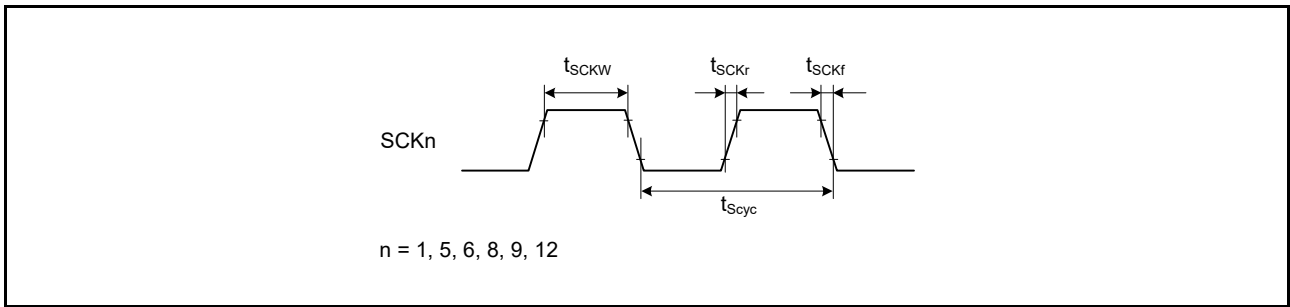 tSCKW tSCKr tSCKf
SCKn
tScyc
n = 1, 5, 6, 8, 9, 12